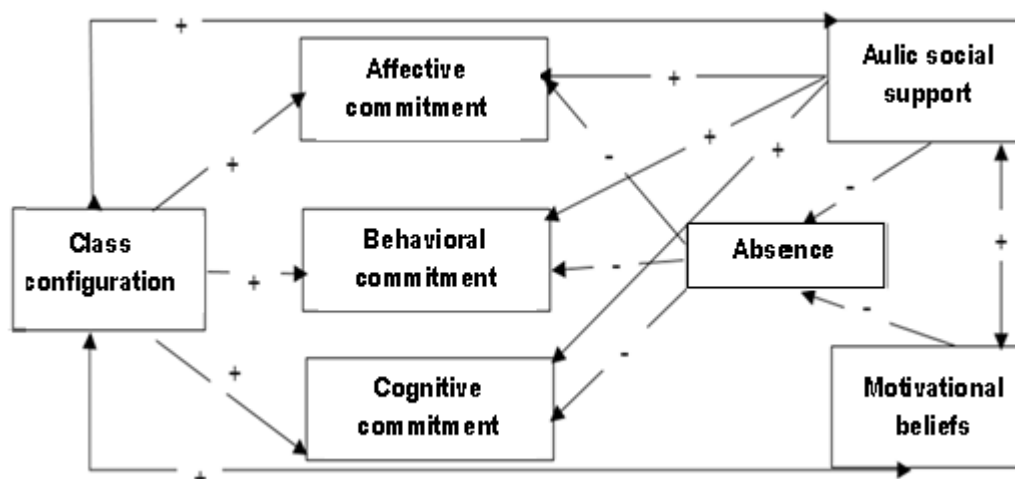 +
Affective
commitment
Aulic social
support
+
-
+
+
+
-
Class
configuration
Behavioral
commitment
Absence
+
-
+
-
+
-
Cognitive
commitment
Motivational
beliefs
+